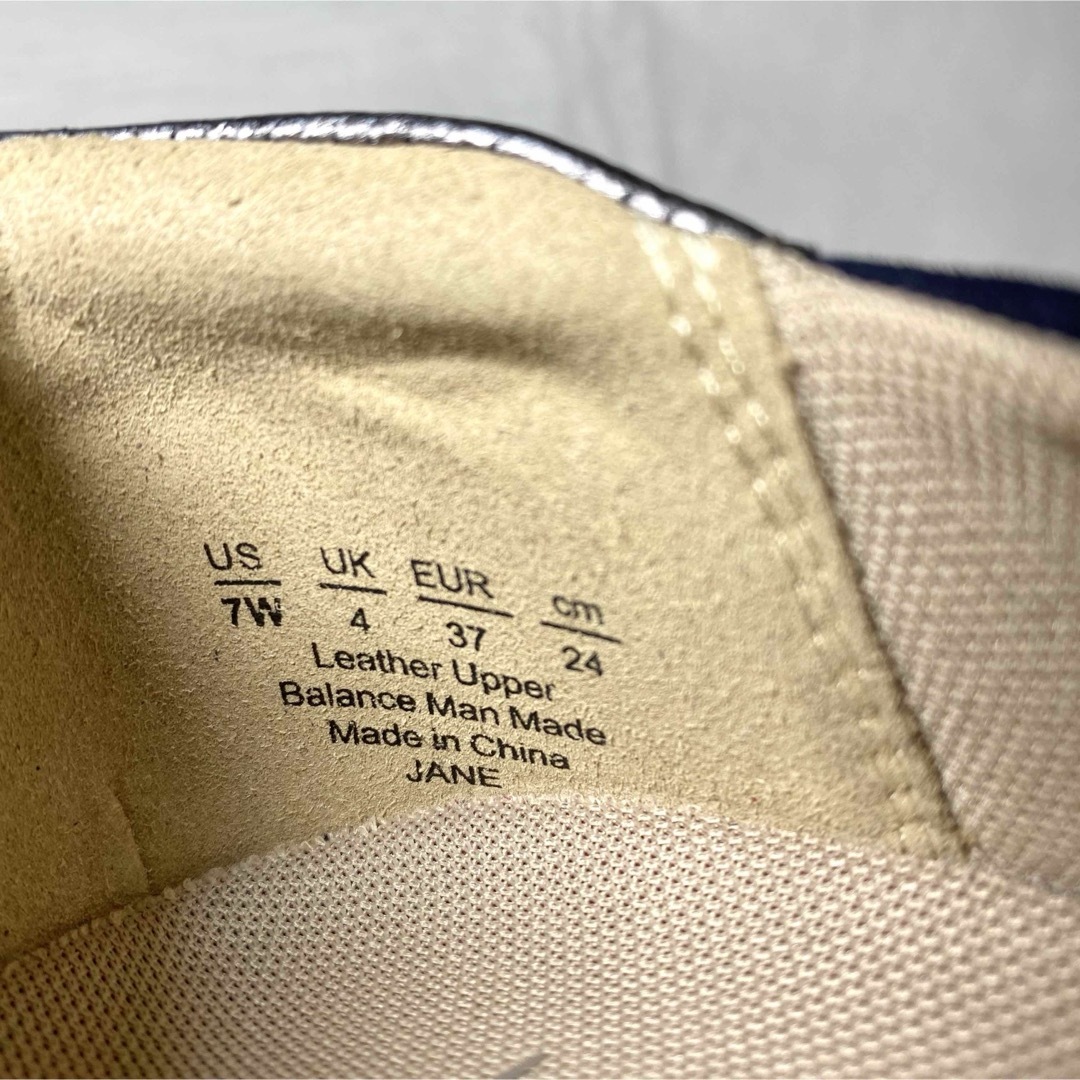 US UK EUR cm
7W 4 37 24
Leather Upper
Balance Man Made
Made in China
JANE